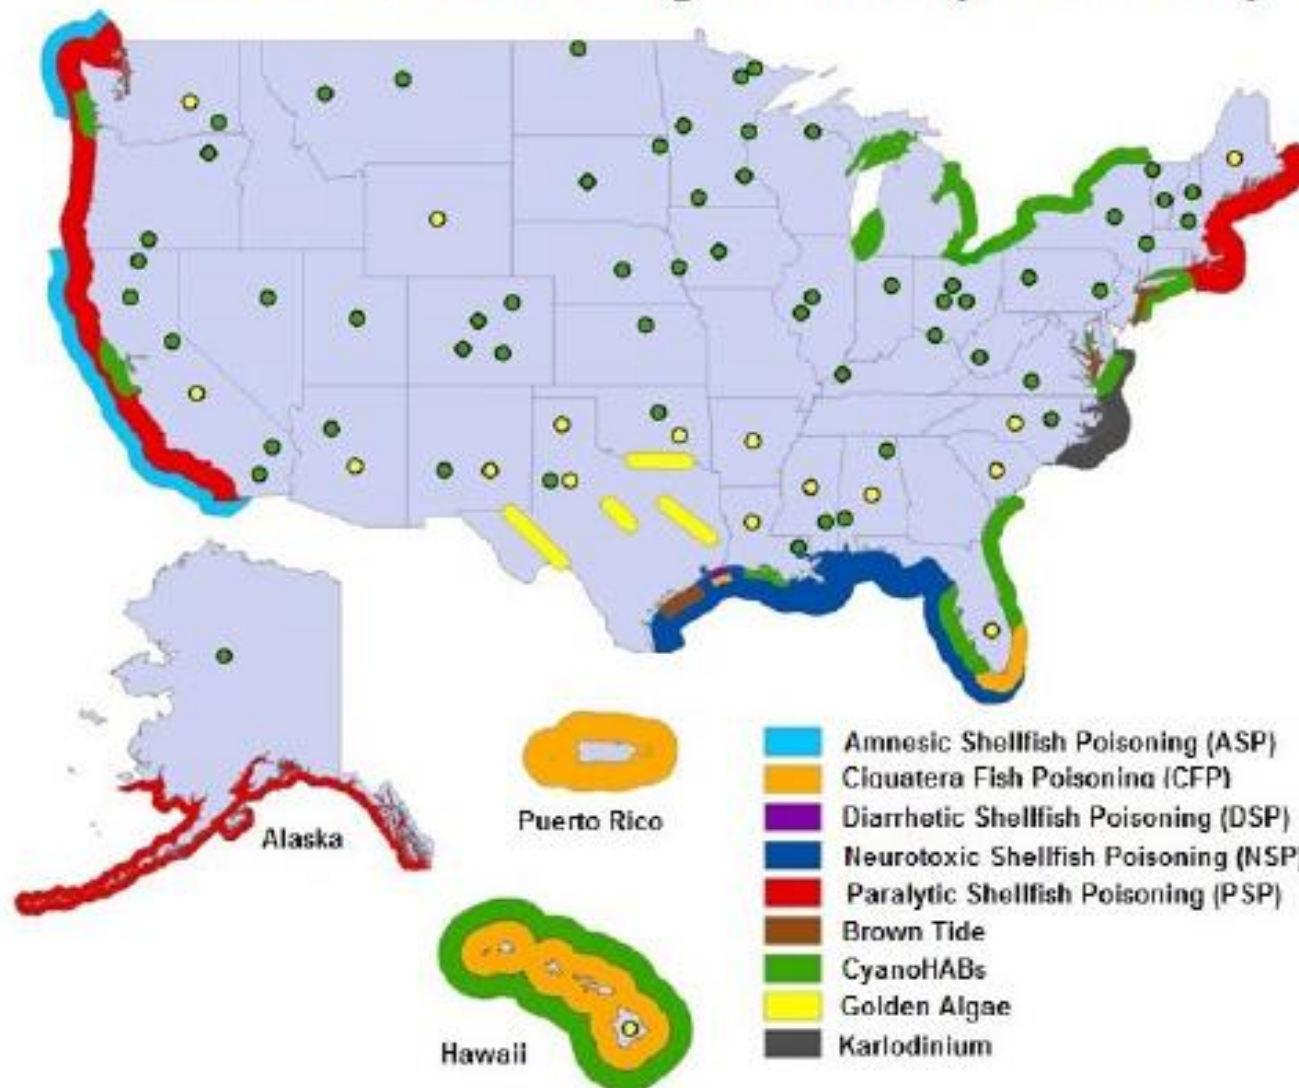 Puerto Rico
Alaska
Hawaii
Amnesic Shellfish Poisoning (ASP)
Ciguatera Fish Poisoning (CFP)
Diarrhetic Shellfish Poisoning (DSP)
Neurotoxic Shellfish Poisoning (NSP)
Paralytic Shellfish Poisoning (PSP)
Brown Tide
CyanoHABs
Golden Algae
Karlodinium